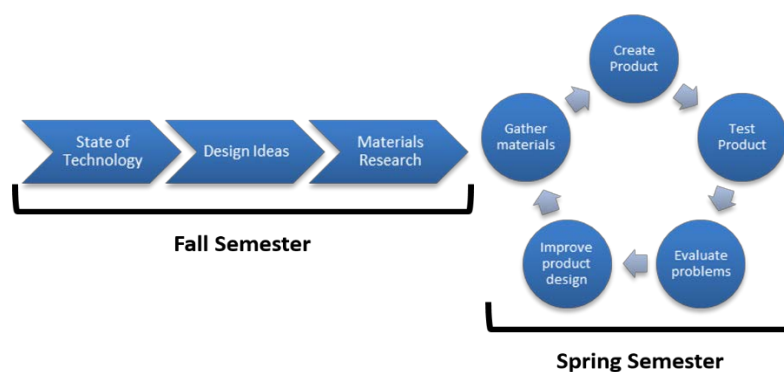 State of
Technology
Design Ideas
Materials
Research
Fall Semester
Create
Product
Test
Product
Evaluate
problems
Improve
product
design
Gather
materials
Spring Semester